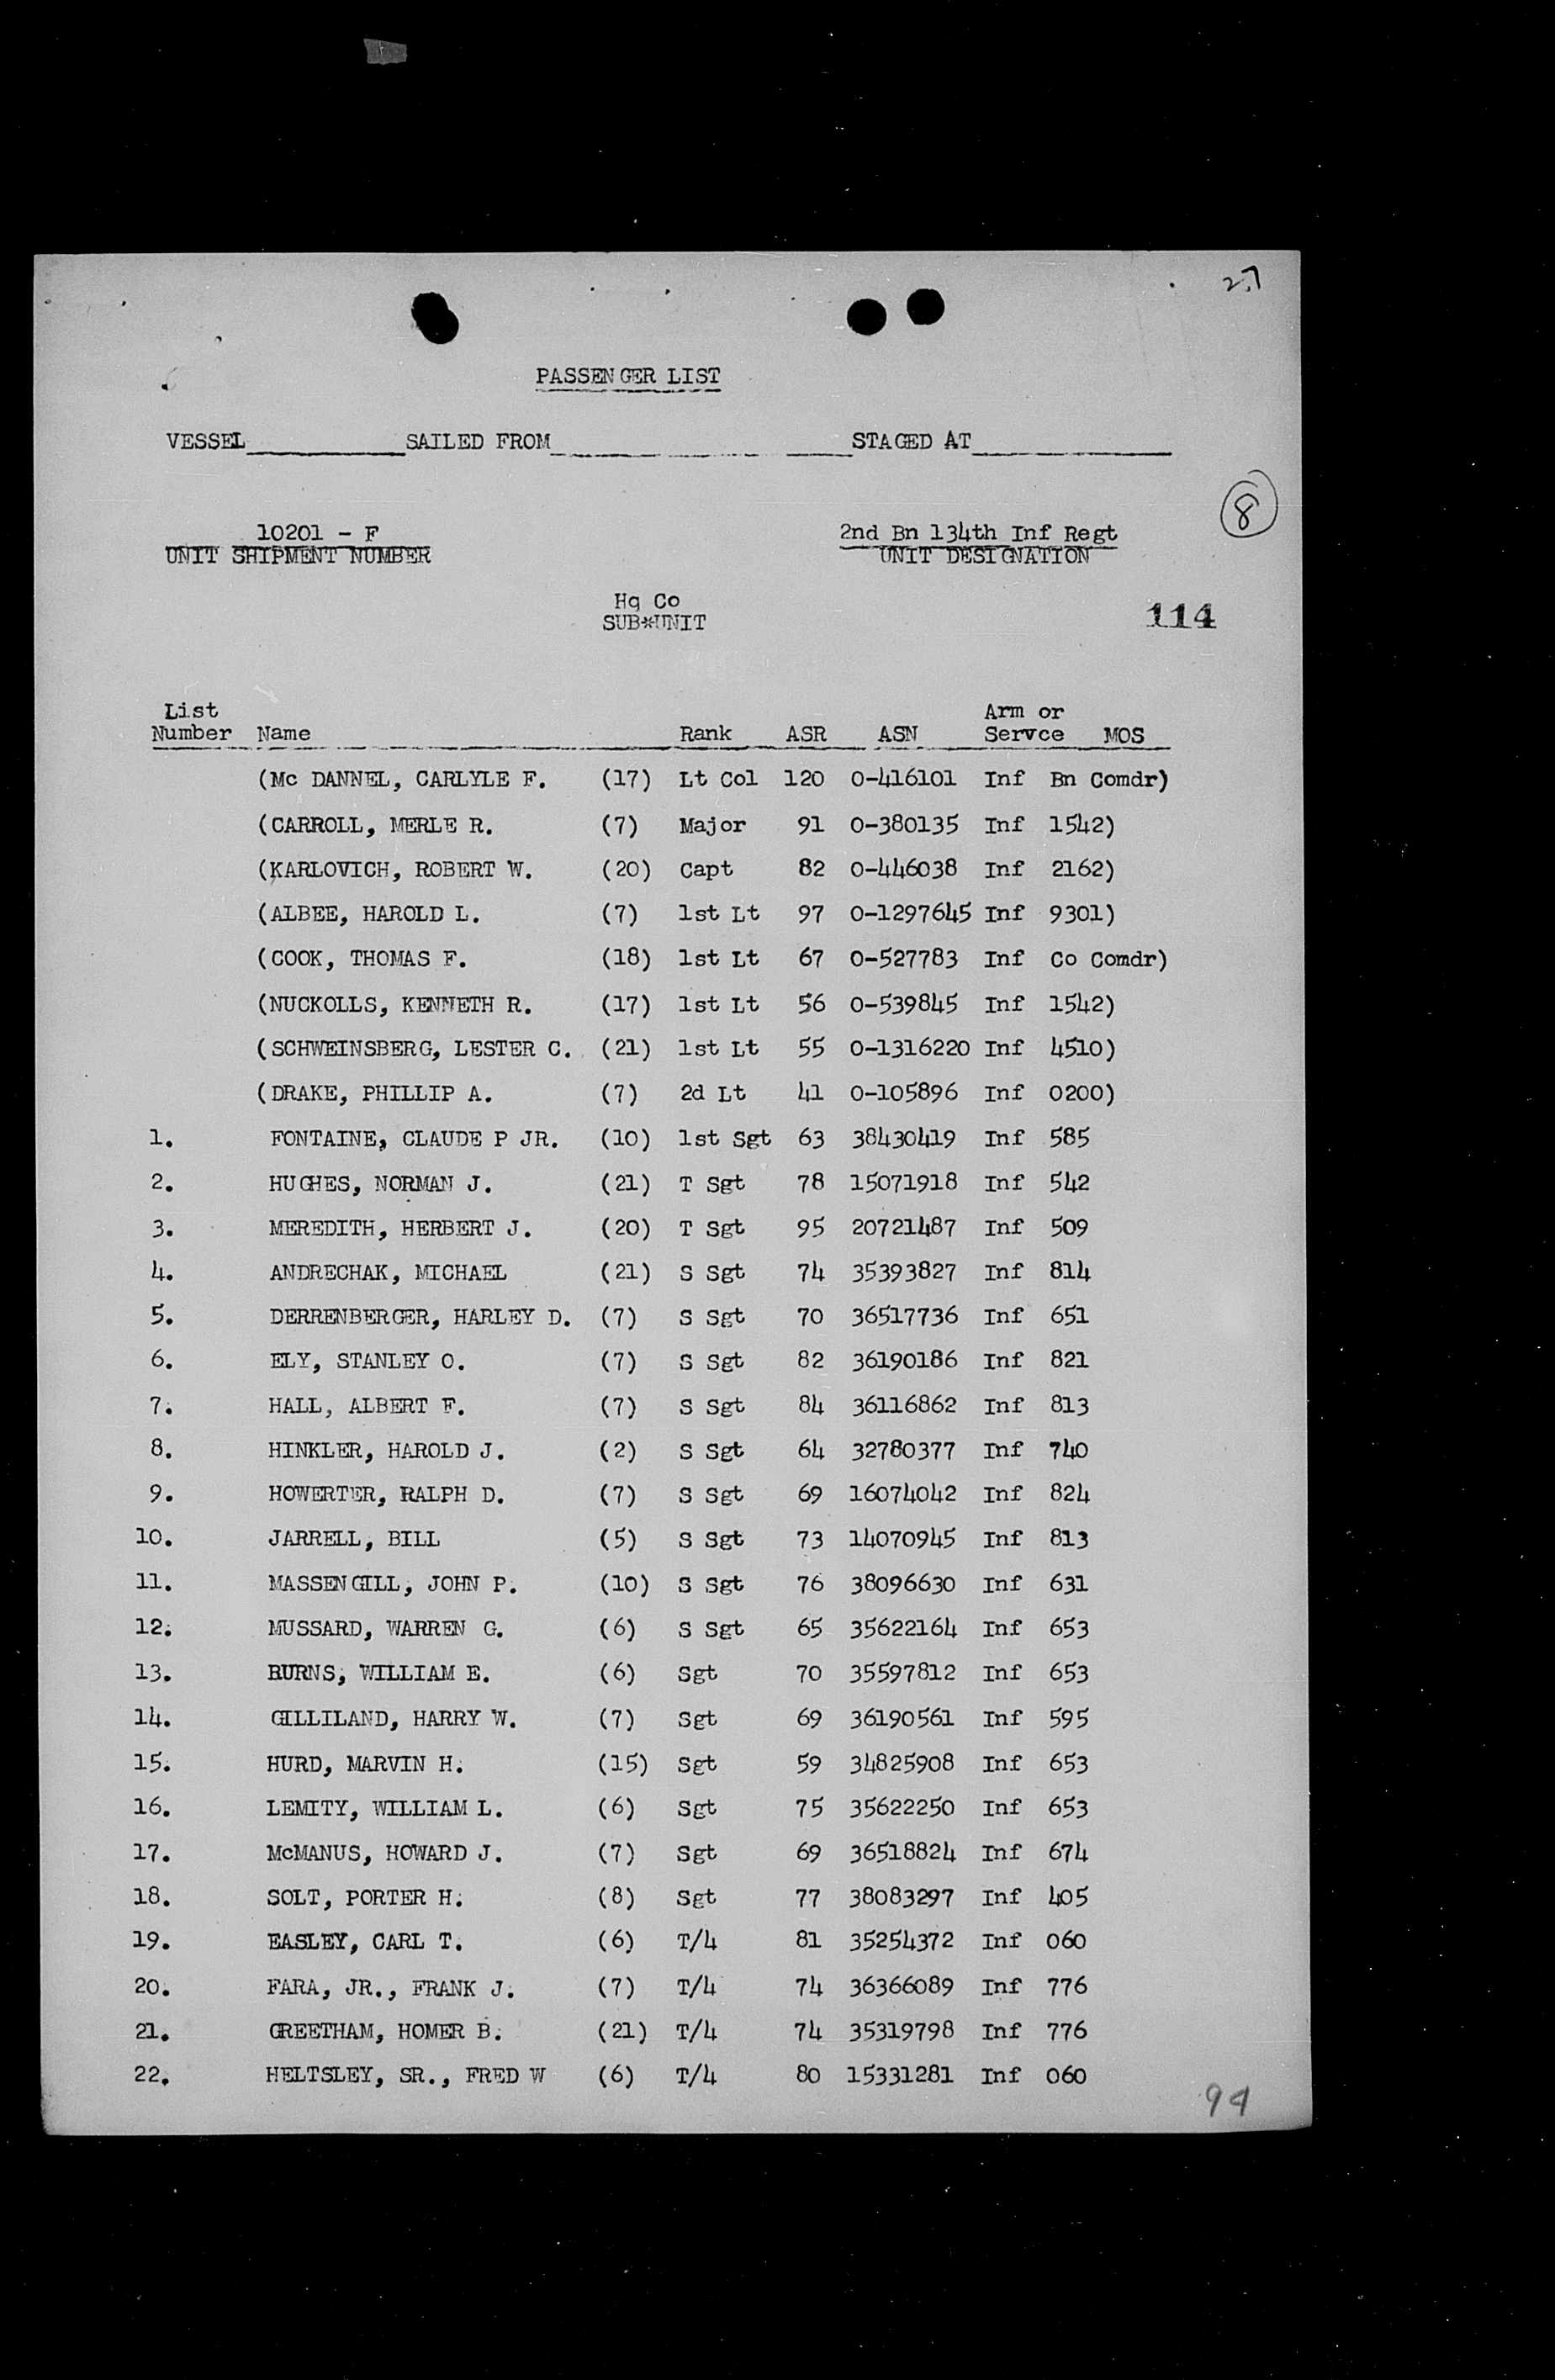 27
PASSENGER LIST
VESSEL____________SAILED FROM______________________STAGED AT_______________
8
10201 - F 2nd Bn 134th Inf Regt
UNIT SHIPMENT NUMBER UNIT DESIGNATION
Hq Co
SUB*UNIT
114
List Arm or
Number Name Rank ASR ASN Servce MOS
(Mc DANNEL, CARLYLE F. (17) Lt Col 120 O-416101 Inf Bn Comdr)
(CARROLL, MERLE R. (7) Major 91 O-380135 Inf 1542)
(KARLOVICH, ROBERT W. (20) Capt 82 O-446038 Inf 2162)
(ALBEE, HAROLD L. (7) 1st Lt 97 O-1297645 Inf 9301)
(COOK, THOMAS F. (18) 1st Lt 67 O-527783 Inf Co Comdr)
(NUCKOLLS, KENNETH R. (17) 1st Lt 56 O-539845 Inf 1542)
(SCHWEINSBERG, LESTER C. (21) 1st Lt 55 O-1316220 Inf 4510)
(DRAKE, PHILLIP A. (7) 2d Lt 41 O-105896 Inf 0200)
1. FONTAINE, CLAUDE P JR. (10) 1st Sgt 63 38430419 Inf 585
2. HUGHES, NORMAN J. (21) T Sgt 78 15071918 Inf 542
3. MEREDITH, HERBERT J. (20) T Sgt 95 20721487 Inf 509
4. ANDRECHAK, MICHAEL (21) S Sgt 74 35393827 Inf 814
5. DERRENBERGER, HARLEY D. (7) S Sgt 70 36517736 Inf 651
6. ELY, STANLEY O. (7) S Sgt 82 36190186 Inf 821
7. HALL, ALBERT F. (7) S Sgt 84 36116862 Inf 813
8. HINKLER, HAROLD J. (2) S Sgt 64 32780377 Inf 740
9. HOWERTER, RALPH D. (7) S Sgt 69 16074042 Inf 824
10. JARRELL, BILL (5) S Sgt 73 14070945 Inf 813
11. MASSENGILL, JOHN P. (10) S Sgt 76 38096630 Inf 631
12. MUSSARD, WARREN G. (6) S Sgt 65 35622164 Inf 653
13. BURNS, WILLIAM E. (6) Sgt 70 35597812 Inf 653
14. GILLILAND, HARRY W. (7) Sgt 69 36190561 Inf 595
15. HURD, MARVIN H. (15) Sgt 59 34825908 Inf 653
16. LEMITY, WILLIAM L. (6) Sgt 75 35622250 Inf 653
17. McMANUS, HOWARD J. (7) Sgt 69 36518824 Inf 674
18. SOLT, PORTER H. (8) Sgt 77 38083297 Inf 405
19. EASLEY, CARL T. (6) T/4 81 35254372 Inf 060
20. FARA, JR., FRANK J. (7) T/4 74 36366089 Inf 776
21. GREETHAM, HOMER B. (21) T/4 74 35319798 Inf 776
22. HELTSLEY, SR., FRED W (6) T/4 80 15331281 Inf 060
94